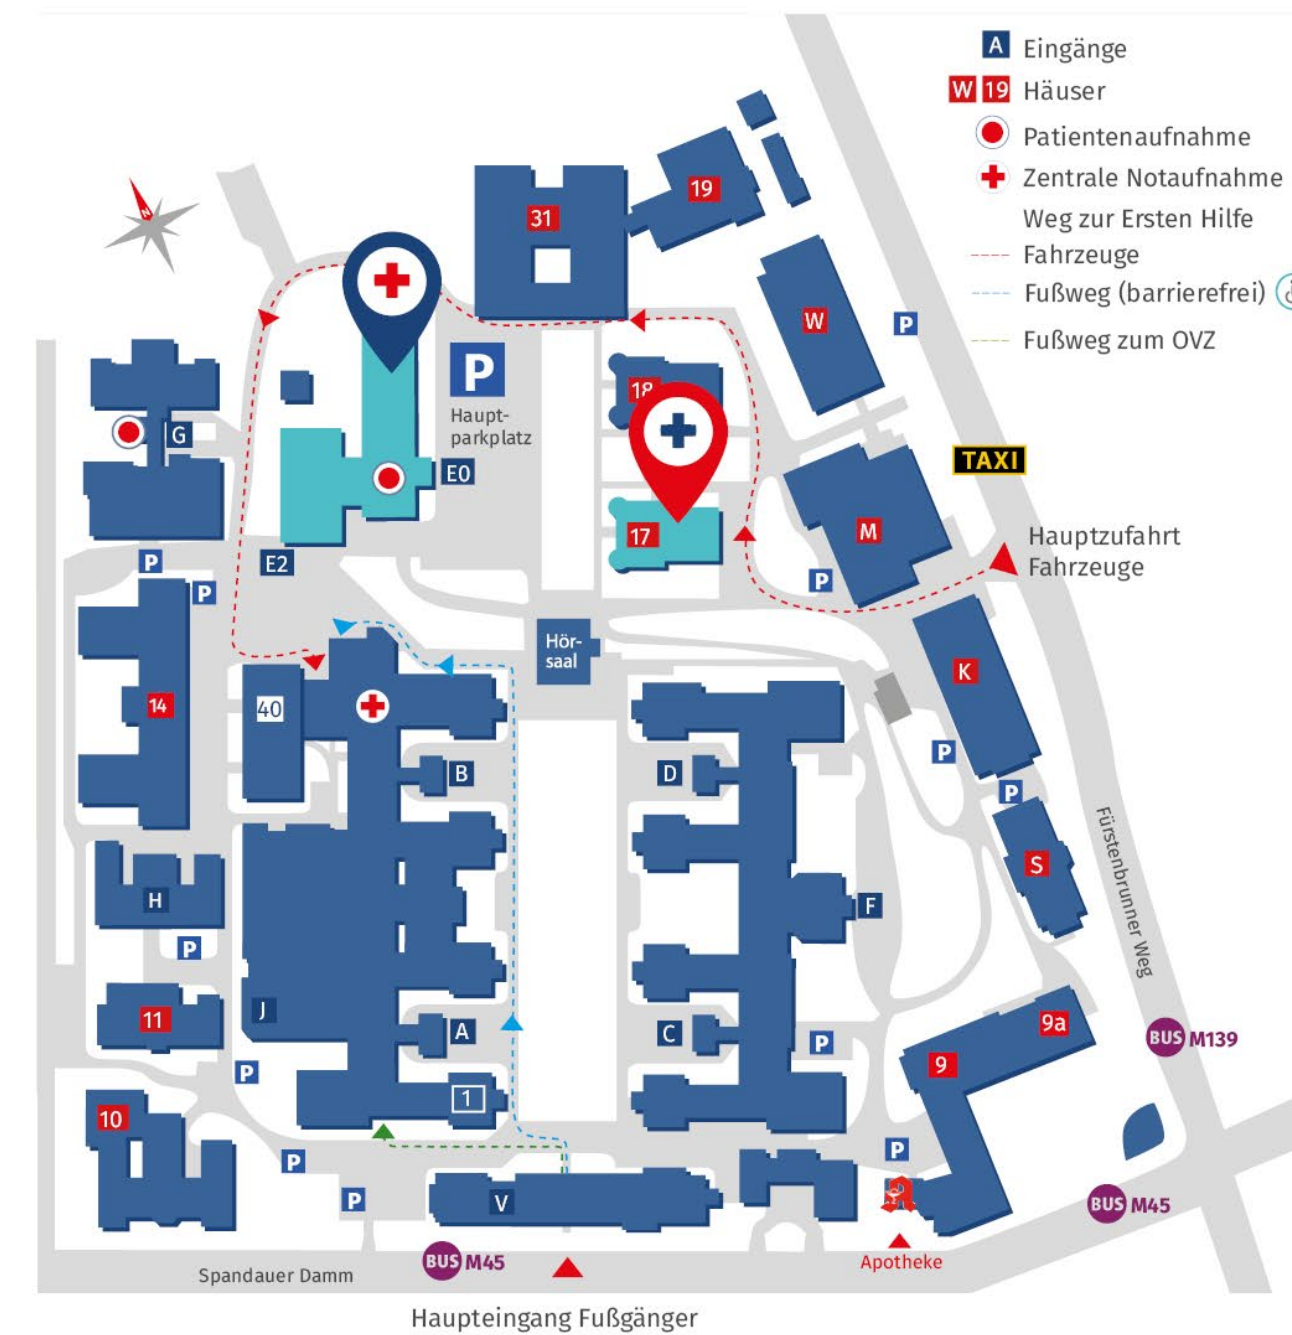 A Eingänge
W 19 Häuser
Patientenaufnahme
Zentrale Notaufnahme
Weg zur Ersten Hilfe
Fahrzeuge
Fußweg (barrierefrei)
Fußweg zum OVZ
N
31
19
W
P
P
Haupt-
parkplatz
18
G
E0
TAXI
17
M
Hauptzufahrt
Fahrzeuge
E2
P
P
P
Hör-
saal
K
14
40
B
D
P
P
S
Fürstenbrunner Weg
H
F
P
J
11
A
C
P
9
9a
BUS M139
P
1
10
P
P
P
V
A
BUS M45
Apotheke
BUS M45
Spandauer Damm
Haupteingang Fußgänger